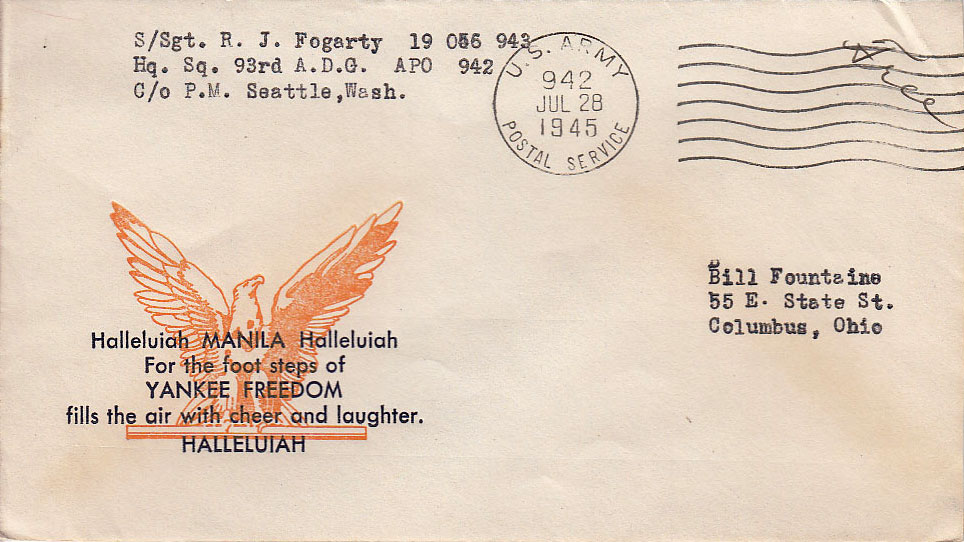 S/Sgt. R. J. Fogarty 19 056 943
Hq. Sq. 93rd A.D.G. APO 942
C/o P.M. Seattle,Wash.
U.S. ARMY
942
JUL 28
1945
POSTAL SERVICE
Free
Bill Fountaine
55 E. State St.
Columbus, Ohio
Halleluiah MANILA Halleluiah
For the foot steps of
YANKEE FREEDOM
fills the air with cheer and laughter.
HALLELUIAH